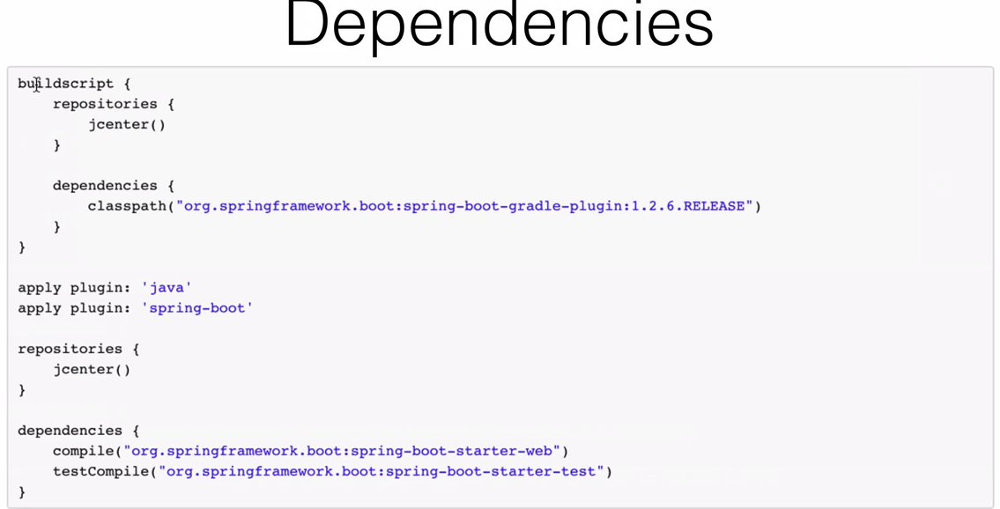 Dependencies
buildscript {
    repositories {
        jcenter()
    }

    dependencies {
        classpath("org.springframework.boot:spring-boot-gradle-plugin:1.2.6.RELEASE")
    }
}

apply plugin: 'java'
apply plugin: 'spring-boot'

repositories {
    jcenter()
}

dependencies {
    compile("org.springframework.boot:spring-boot-starter-web")
    testCompile("org.springframework.boot:spring-boot-starter-test")
}